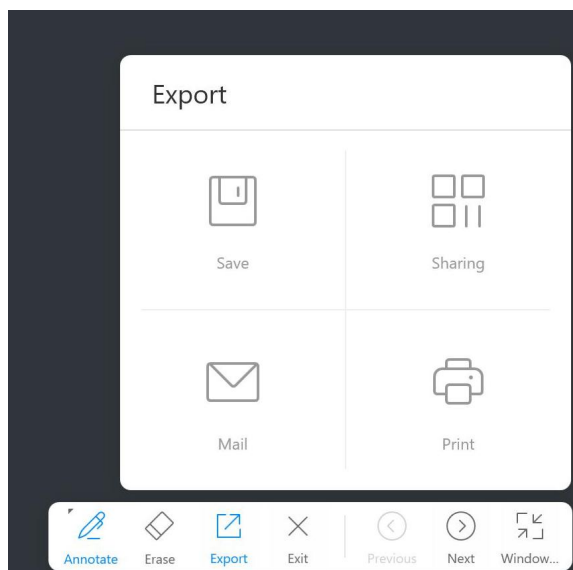 Export
Save Sharing
Mail Print
Annotate Erase Export Exit Previous Next Window...